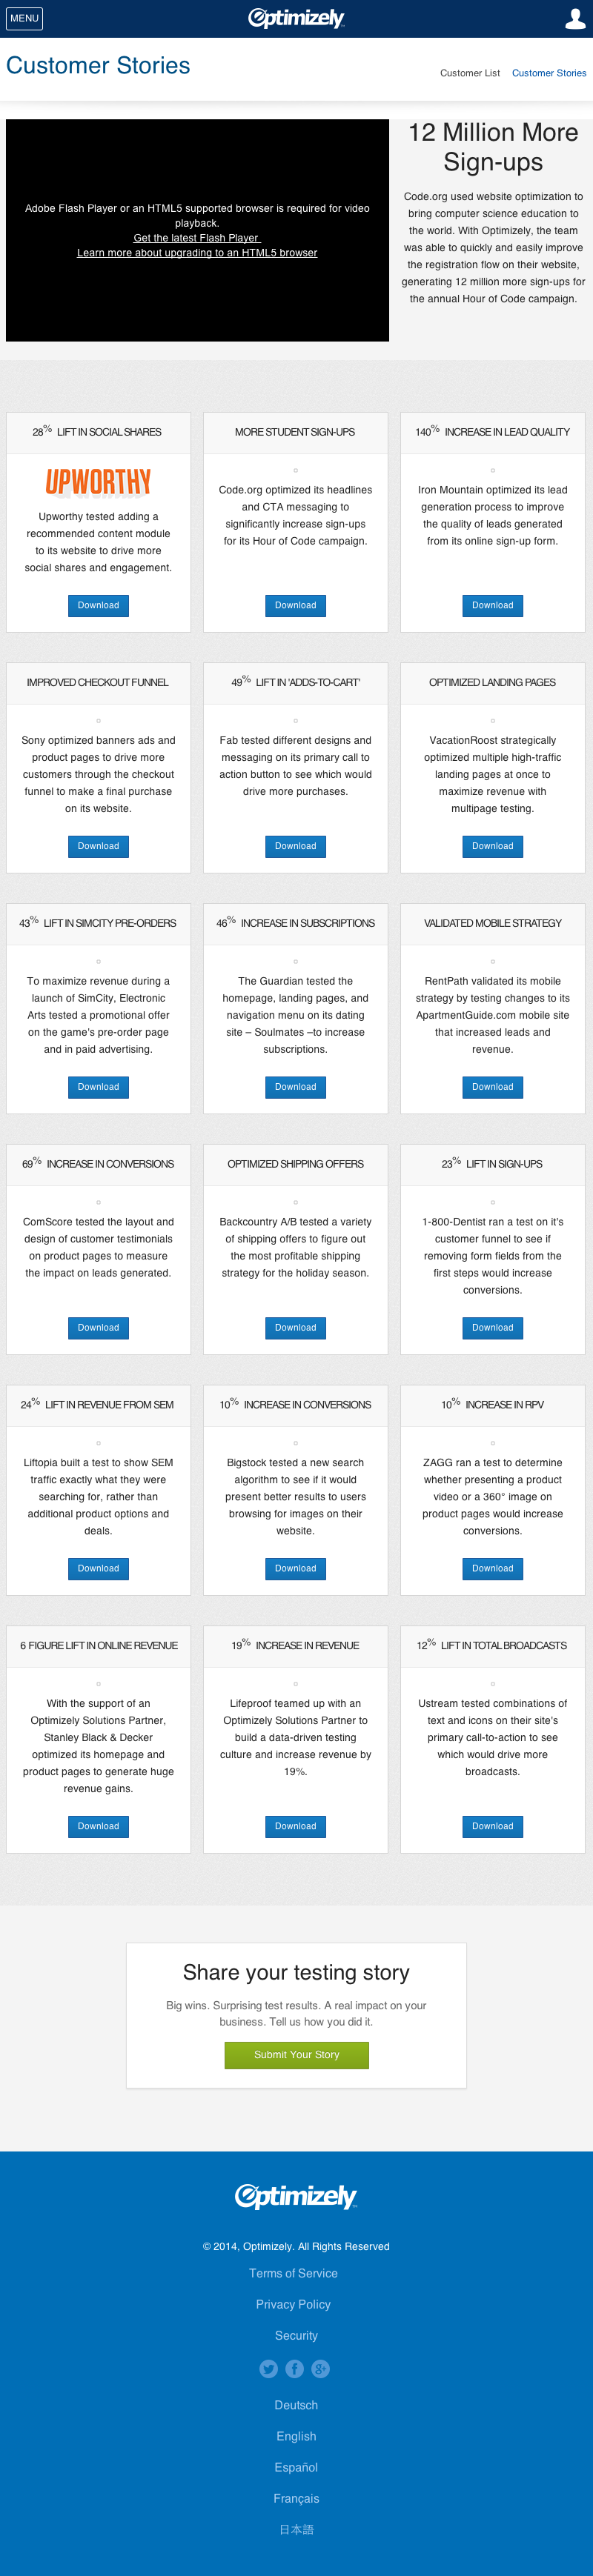 MENU
Optimizely
Customer Stories
Customer List
Customer Stories
Adobe Flash Player or an HTML5 supported browser is required for video
playback.
Get the latest Flash Player
Learn more about upgrading to an HTML5 browser
12 Million More
Sign-ups
Code.org used website optimization to
bring computer science education to
the world. With Optimizely, the team
was able to quickly and easily improve
the registration flow on their website,
generating 12 million more sign-ups for
the annual Hour of Code campaign.
28% LIFT IN SOCIAL SHARES
UPWORTHY
Upworthy tested adding a
recommended content module
to its website to drive more
social shares and engagement.
Download
MORE STUDENT SIGN-UPS
Code.org optimized its headlines
and CTA messaging to
significantly increase sign-ups
for its Hour of Code campaign.
Download
140% INCREASE IN LEAD QUALITY
Iron Mountain optimized its lead
generation process to improve
the quality of leads generated
from its online sign-up form.
Download
IMPROVED CHECKOUT FUNNEL
Sony optimized banners ads and
product pages to drive more
customers through the checkout
funnel to make a final purchase
on its website.
Download
49% LIFT IN 'ADDS-TO-CART'
Fab tested different designs and
messaging on its primary call to
action button to see which would
drive more purchases.
Download
OPTIMIZED LANDING PAGES
VacationRoost strategically
optimized multiple high-traffic
landing pages at once to
maximize revenue with
multipage testing.
Download
43% LIFT IN SIMCITY PRE-ORDERS
To maximize revenue during a
launch of SimCity, Electronic
Arts tested a promotional offer
on the game's pre-order page
and in paid advertising.
Download
46% INCREASE IN SUBSCRIPTIONS
The Guardian tested the
homepage, landing pages, and
navigation menu on its dating
site – Soulmates –to increase
subscriptions.
Download
VALIDATED MOBILE STRATEGY
RentPath validated its mobile
strategy by testing changes to its
ApartmentGuide.com mobile site
that increased leads and
revenue.
Download
69% INCREASE IN CONVERSIONS
ComScore tested the layout and
design of customer testimonials
on product pages to measure
the impact on leads generated.
Download
OPTIMIZED SHIPPING OFFERS
Backcountry A/B tested a variety
of shipping offers to figure out
the most profitable shipping
strategy for the holiday season.
Download
23% LIFT IN SIGN-UPS
1-800-Dentist ran a test on it's
customer funnel to see if
removing form fields from the
first steps would increase
conversions.
Download
24% LIFT IN REVENUE FROM SEM
Liftopia built a test to show SEM
traffic exactly what they were
searching for, rather than
additional product options and
deals.
Download
10% INCREASE IN CONVERSIONS
Bigstock tested a new search
algorithm to see if it would
present better results to users
browsing for images on their
website.
Download
10% INCREASE IN RPV
ZAGG ran a test to determine
whether presenting a product
video or a 360° image on
product pages would increase
conversions.
Download
6 FIGURE LIFT IN ONLINE REVENUE
With the support of an
Optimizely Solutions Partner,
Stanley Black & Decker
optimized its homepage and
product pages to generate huge
revenue gains.
Download
19% INCREASE IN REVENUE
Lifeproof teamed up with an
Optimizely Solutions Partner to
build a data-driven testing
culture and increase revenue by
19%.
Download
12% LIFT IN TOTAL BROADCASTS
Ustream tested combinations of
text and icons on their site's
primary call-to-action to see
which would drive more
broadcasts.
Download
Share your testing story
Big wins. Surprising test results. A real impact on your
business. Tell us how you did it.
Submit Your Story
Optimizely
© 2014, Optimizely. All Rights Reserved
Terms of Service
Privacy Policy
Security
Deutsch
English
Español
Français
日本語